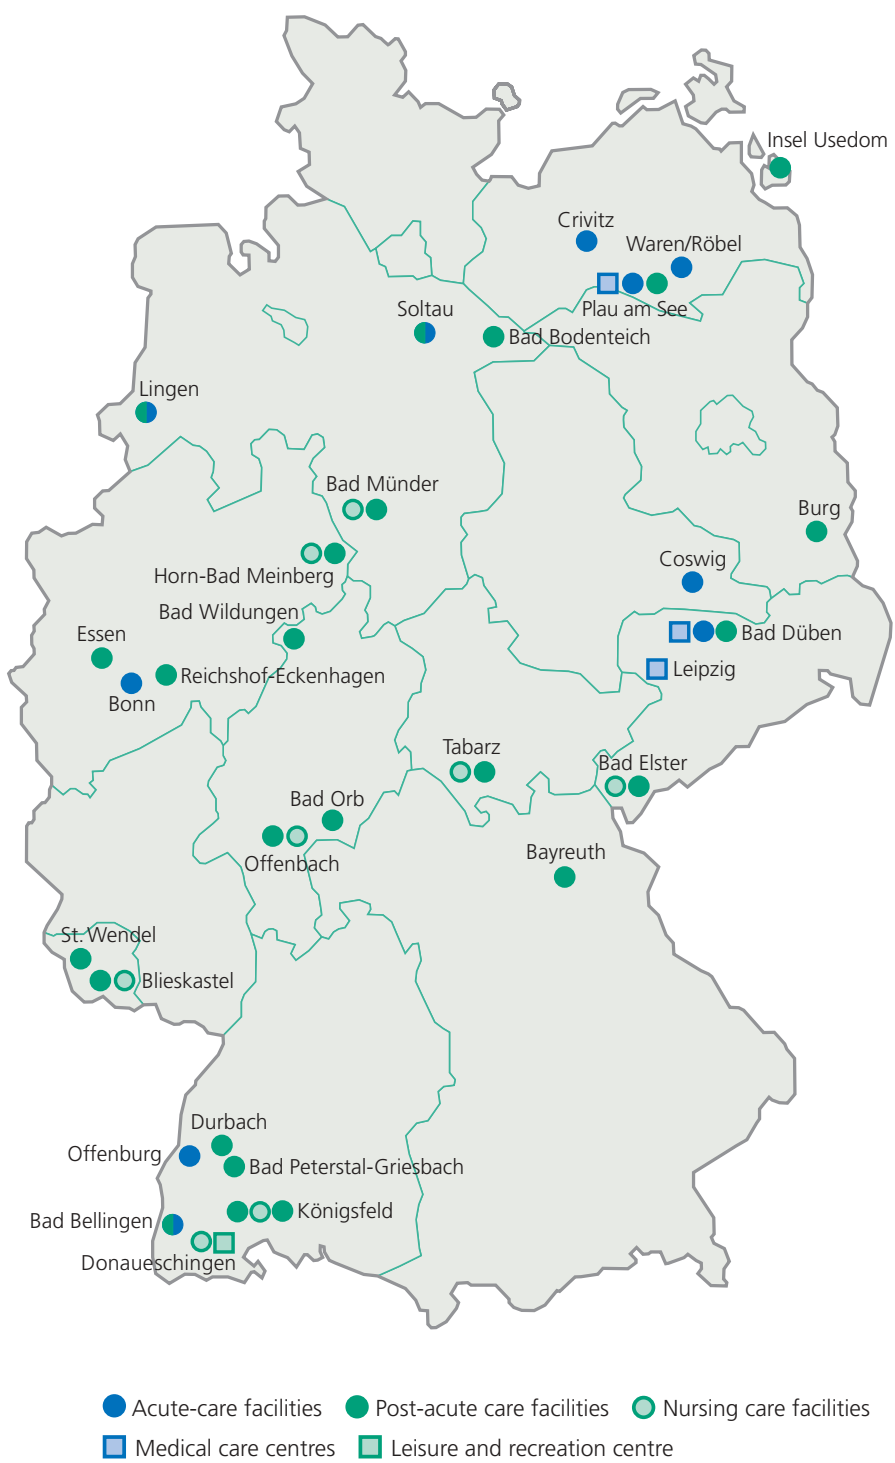 Insel Usedom
Crivitz
Waren/Röbel
Plau am See
Soltau
Bad Bodenteich
Lingen
Bad Münder
Burg
Horn-Bad Meinberg
Coswig
Bad Wildungen
Essen
Bad Düben
Reichshof-Eckenhagen
Leipzig
Bonn
Tabarz
Bad Elster
Bad Orb
Offenbach
Bayreuth
St. Wendel
Blieskastel
Durbach
Offenburg
Bad Peterstal-Griesbach
Königsfeld
Bad Bellingen
Donaueschingen
Acute-care facilities
Post-acute care facilities
Nursing care facilities
Medical care centres
Leisure and recreation centre